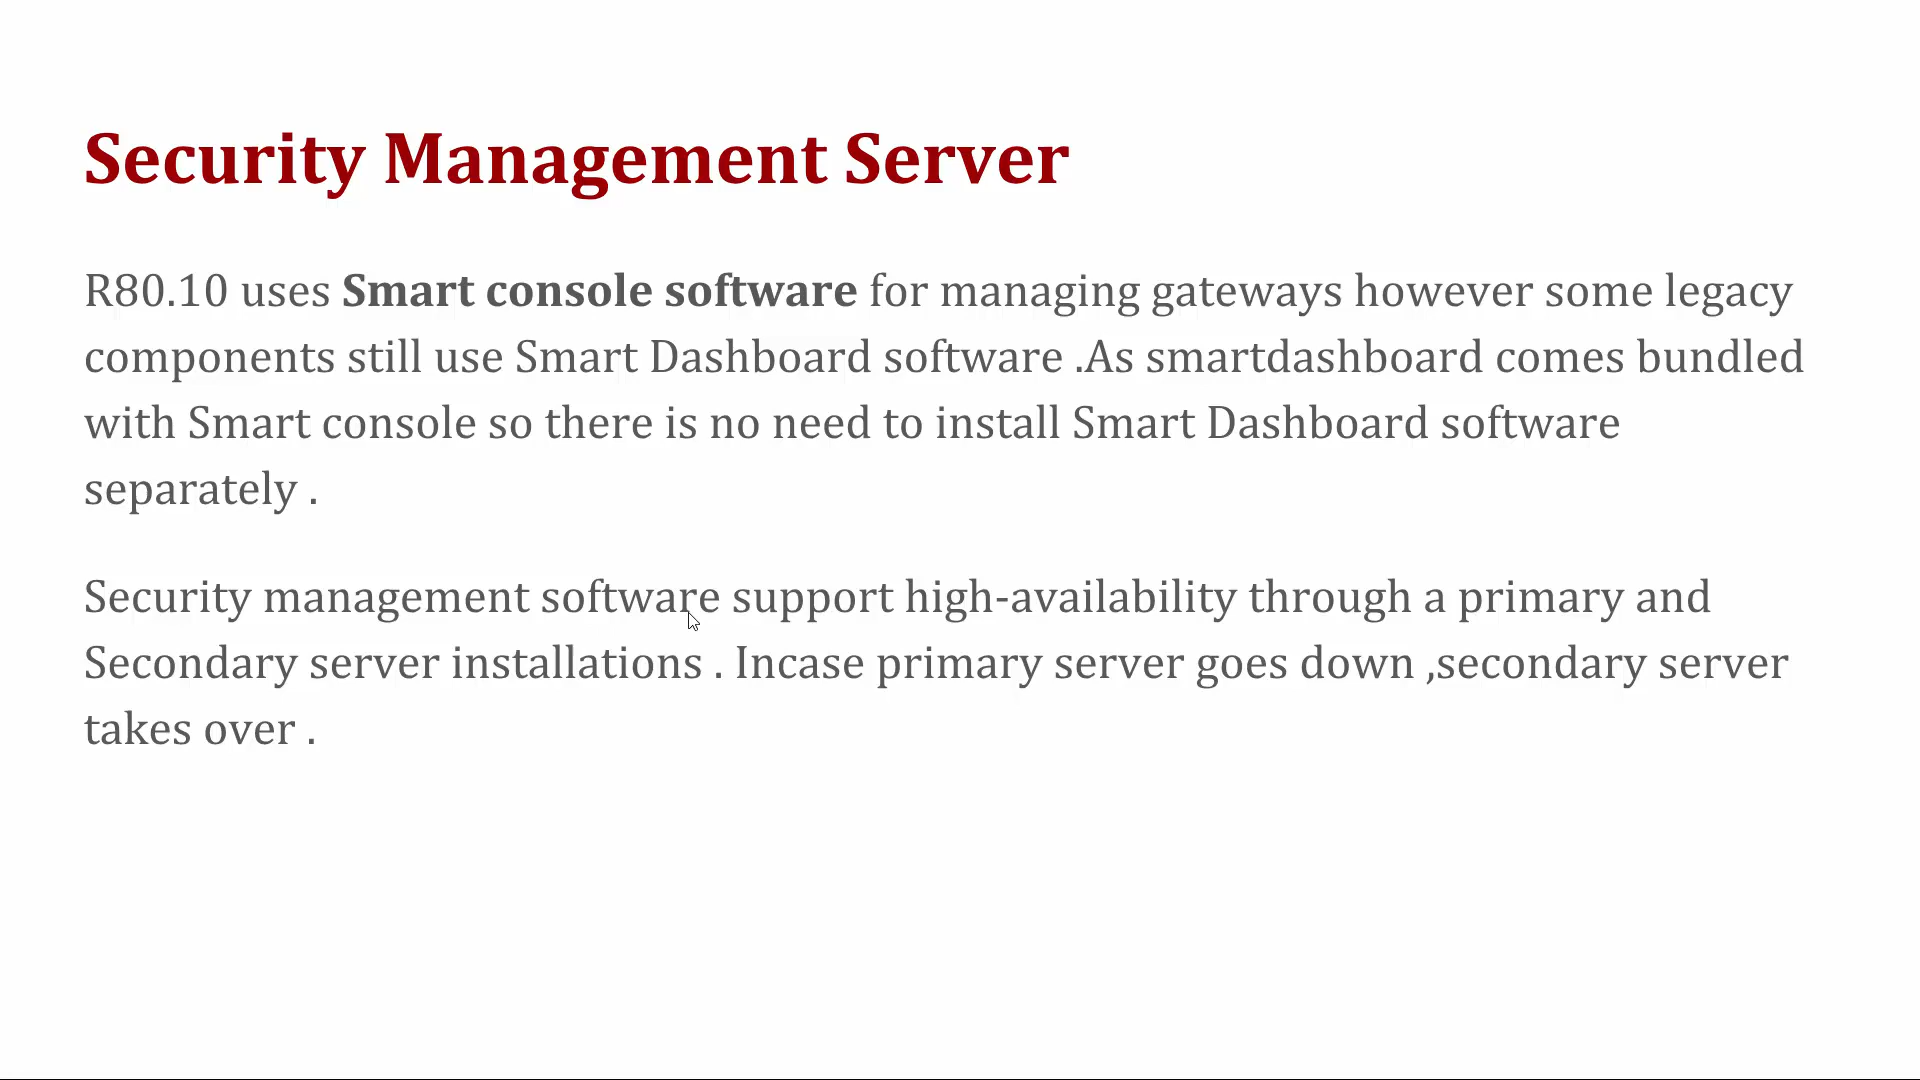 Security Management Server
R80.10 uses Smart console software for managing gateways however some legacy
components still use Smart Dashboard software .As smartdashboard comes bundled
with Smart console so there is no need to install Smart Dashboard software
separately .
Security management software support high-availability through a primary and
Secondary server installations . Incase primary server goes down ,secondary server
takes over .